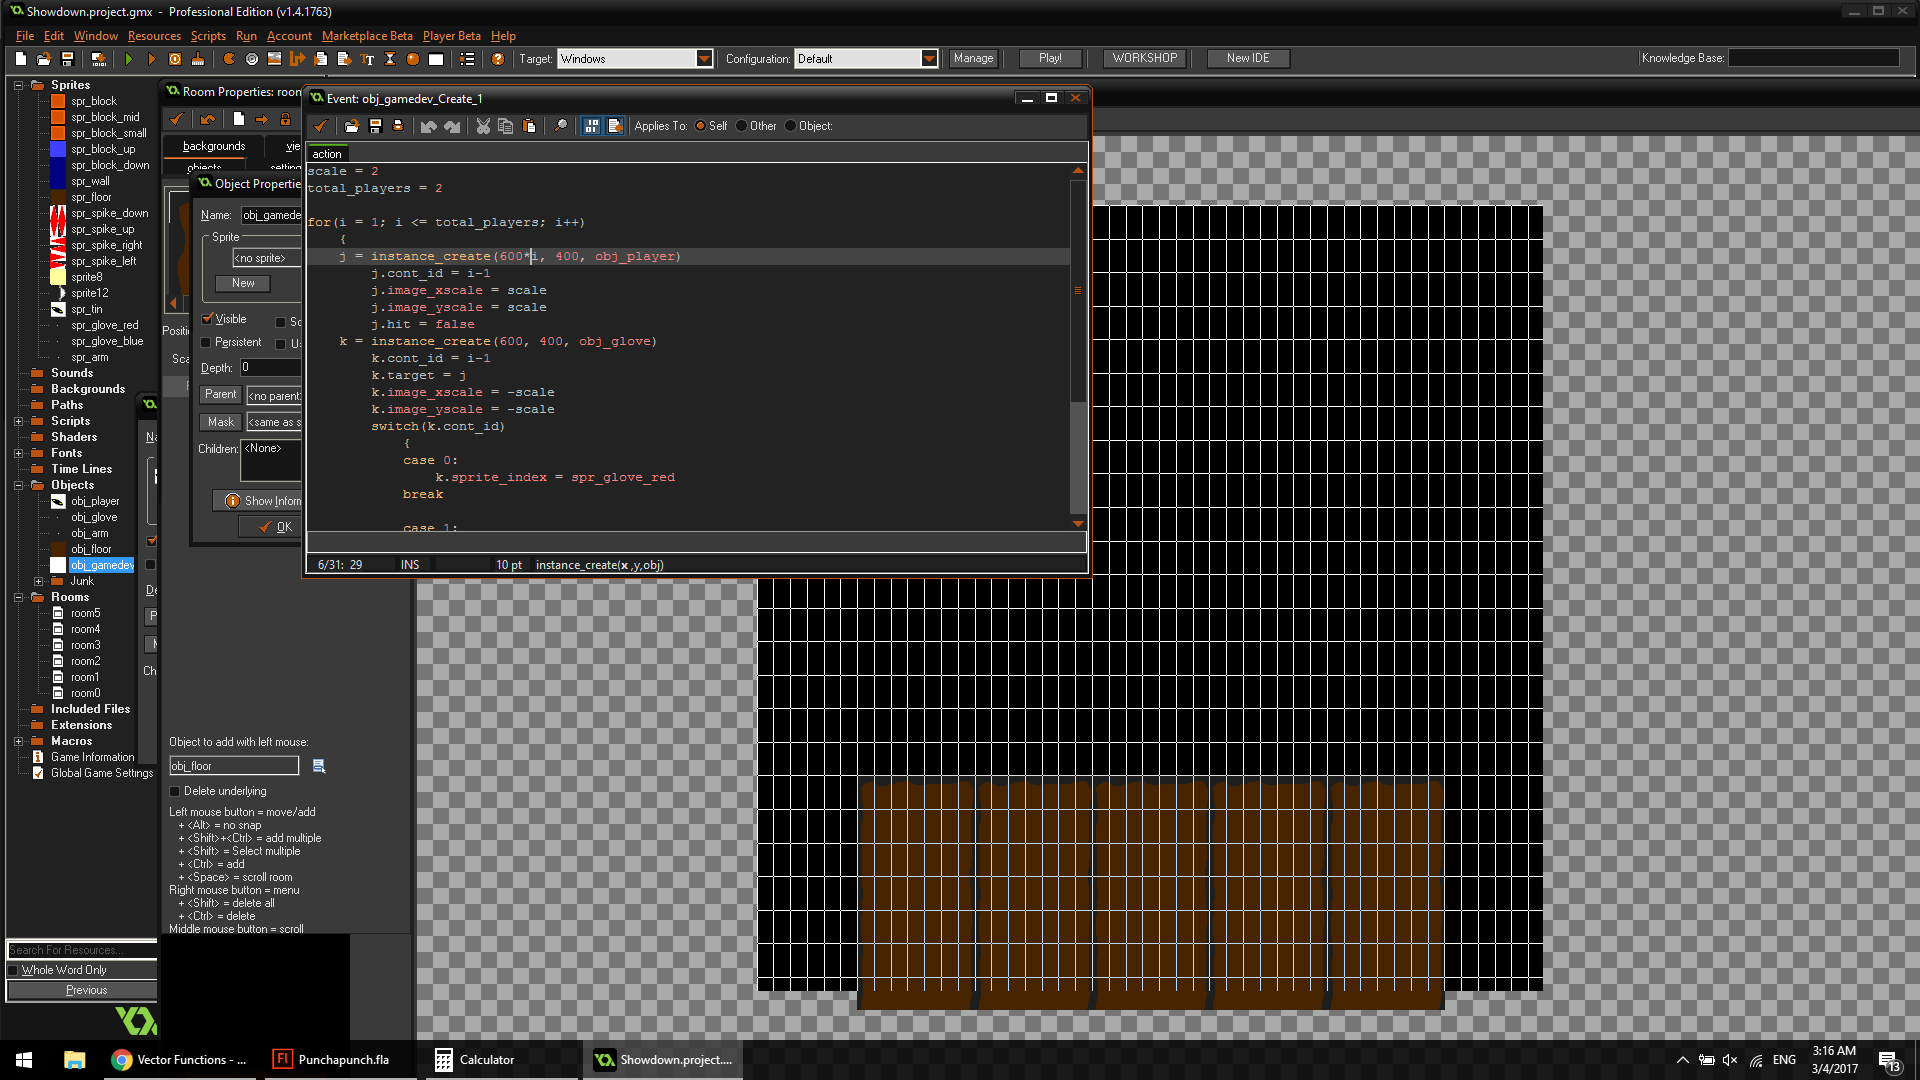 Showdown.project.gmx - Professional Edition (v1.4.1763)
File Edit Window Resources Scripts Run Account Marketplace Beta Player Beta Help
Target: Windows Configuration: Default Manage Play! WORKSHOP New IDE Knowledge Base:
Sprites
spr_block
spr_block_mid
spr_block_small
spr_block_up
spr_block_down
spr_wall
spr_floor
spr_spike_down
spr_spike_up
spr_spike_right
spr_spike_left
sprite8
sprite12
spr_tin
spr_glove_red
spr_glove_blue
spr_arm
Sounds
Backgrounds
Paths
Scripts
Shaders
Fonts
Time Lines
Objects
obj_player
obj_glove
obj_arm
obj_floor
obj_gamedev
Junk
Rooms
room5
room4
room3
room2
room1
room0
Included Files
Extensions
Macros
Game Information
Global Game Settings
Search For Resources...
Whole Word Only
Previous
Room Properties: room
backgrounds
objects
Object Properties
Name: obj_gamede
Sprite
<no sprite>
New
Visible
Persistent
Depth: 0
Parent <no parent
Mask <same as s
Children: <None>
Show Inform
OK
Object to add with left mouse:
obj_floor
Delete underlying
Left mouse button = move/add
+ <Alt> = no snap
+ <Shift>+<Ctrl> = add multiple
+ <Shift> = Select multiple
+ <Ctrl> = add
+ <Space> = scroll room
Right mouse button = menu
+ <Shift> = delete all
+ <Ctrl> = delete
Middle mouse button = scroll
Event: obj_gamedev_Create_1
Applies To: Self Other Object:
action
scale = 2
total_players = 2
for(i = 1; i <= total_players; i++)
{
j = instance_create(600*i, 400, obj_player)
j.cont_id = i-1
j.image_xscale = scale
j.image_yscale = scale
j.hit = false
k = instance_create(600, 400, obj_glove)
k.cont_id = i-1
k.target = j
k.image_xscale = -scale
k.image_yscale = -scale
switch(k.cont_id)
{
case 0:
k.sprite_index = spr_glove_red
break
case 1:
6/31: 29 INS 10 pt instance_create(x ,y,obj)
Vector Functions - ...
Fl Punchapunch.fla
Calculator
Showdown.project....
ENG
3:16 AM
3/4/2017
13